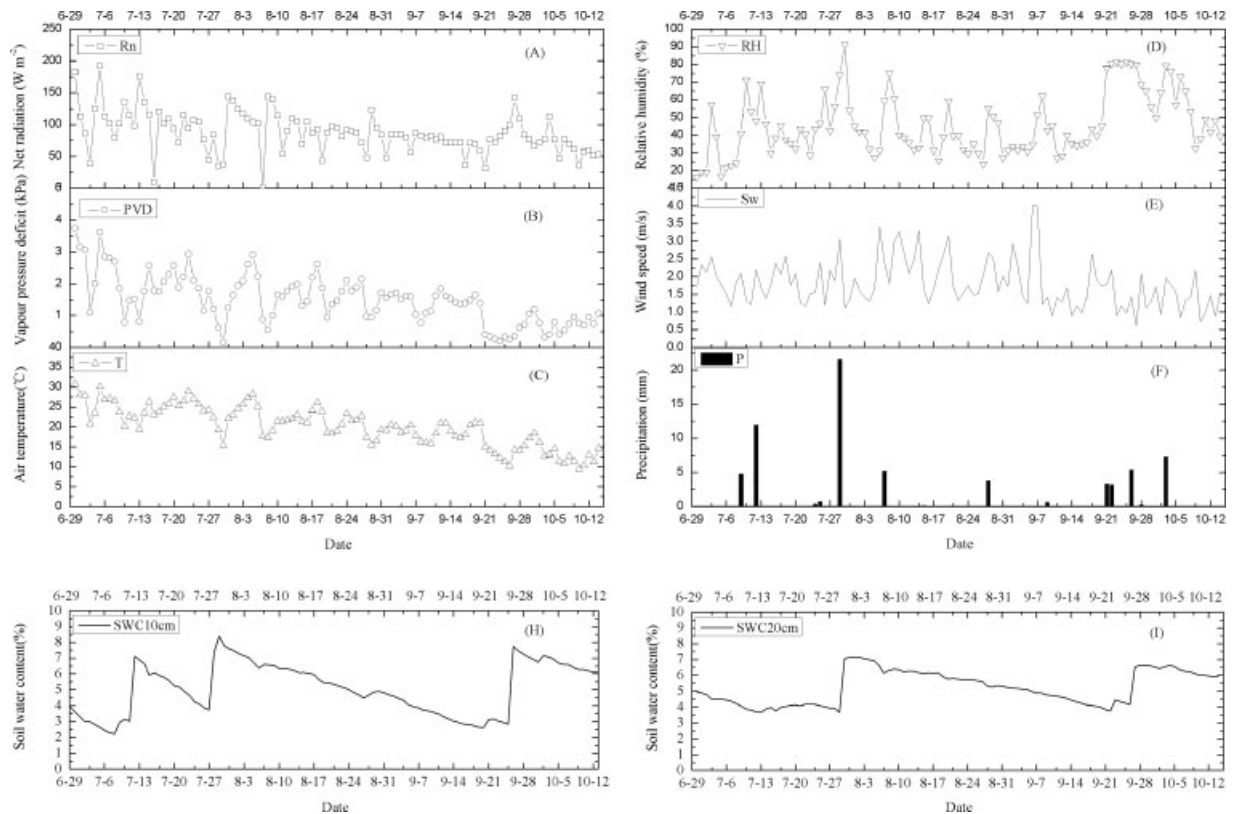 6-29 7-6 7-13 7-20 7-27 8-3 8-10 8-17 8-24 8-31 9-7 9-14 9-21 9-28 10-5 10-12
Net radiation (W m-2)
250
200
150
100
50
Rn
(A)
Vapour pressure deficit (kPa)
4
3
2
1
PVD
(B)
Air temperature(℃)
40
35
30
25
20
15
10
5
0
T
(C)
6-29 7-6 7-13 7-20 7-27 8-3 8-10 8-17 8-24 8-31 9-7 9-14 9-21 9-28 10-5 10-12
Date
6-29 7-6 7-13 7-20 7-27 8-3 8-10 8-17 8-24 8-31 9-7 9-14 9-21 9-28 10-5 10-12
Relative humidity (%)
100
90
80
70
60
50
40
30
20
RH
(D)
Wind speed (m/s)
4.0
3.5
3.0
2.5
2.0
1.5
1.0
0.5
0.0
Sw
(E)
Precipitation (mm)
20
15
10
5
0
P
(F)
6-29 7-6 7-13 7-20 7-27 8-3 8-10 8-17 8-24 8-31 9-7 9-14 9-21 9-28 10-5 10-12
Date
6-29 7-6 7-13 7-20 7-27 8-3 8-10 8-17 8-24 8-31 9-7 9-14 9-21 9-28 10-5 10-12
Soil water content(%)
10
9
8
7
6
5
4
3
2
1
0
SWC10cm
(H)
6-29 7-6 7-13 7-20 7-27 8-3 8-10 8-17 8-24 8-31 9-7 9-14 9-21 9-28 10-5 10-12
Date
6-29 7-6 7-13 7-20 7-27 8-3 8-10 8-17 8-24 8-31 9-7 9-14 9-21 9-28 10-5 10-12
Soil water content(%)
10
9
8
7
6
5
4
3
2
1
0
SWC20cm
(I)
6-29 7-6 7-13 7-20 7-27 8-3 8-10 8-17 8-24 8-31 9-7 9-14 9-21 9-28 10-5 10-12
Date